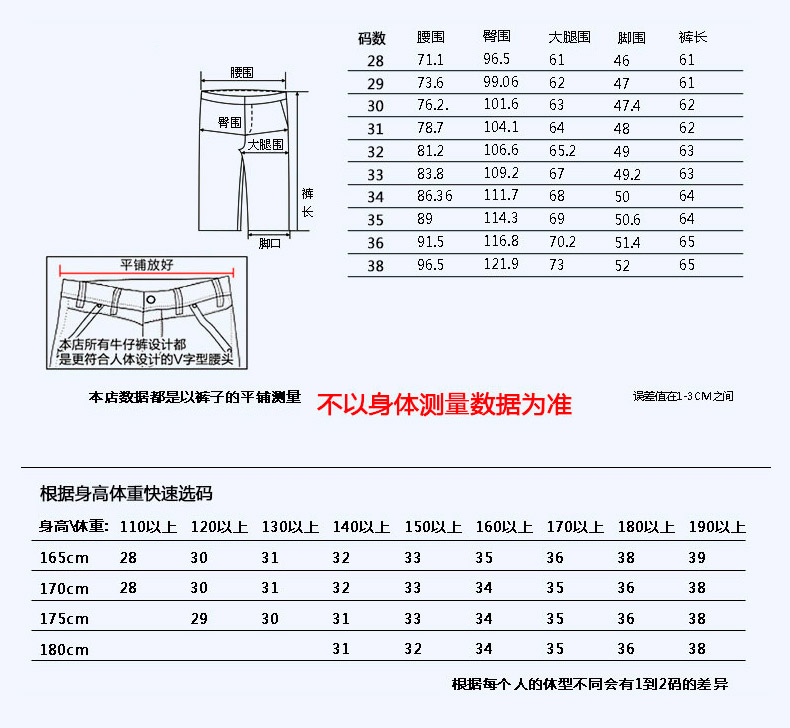 码数 腰围 臀围 大腿围 脚围 裤长
28 71.1 96.5 61 46 61
29 73.6 99.06 62 47 61
30 76.2. 101.6 63 47.4 62
31 78.7 104.1 64 48 62
32 81.2 106.6 65.2 49 63
33 83.8 109.2 67 49.2 63
34 86.36 111.7 68 50 64
35 89 114.3 69 50.6 64
36 91.5 116.8 70.2 51.4 65
38 96.5 121.9 73 52 65
腰围
臀围
大腿围
裤长
脚口
平铺放好
本店所有牛仔裤设计都
是更符合人体设计的V字型腰头
本店数据都是以裤子的平铺测量 不以身体测量数据为准 误差值在1-3CM之间
根据身高体重快速选码
身高\体重: 110以上 120以上 130以上 140以上 150以上 160以上 170以上 180以上 190以上
165cm 28 30 31 32 33 35 36 38 39
170cm 28 30 31 32 33 34 35 36 38
175cm 29 30 31 33 34 35 36 38
180cm 31 32 34 35 36 38
根据每个人的体型不同会有1到2码的差异